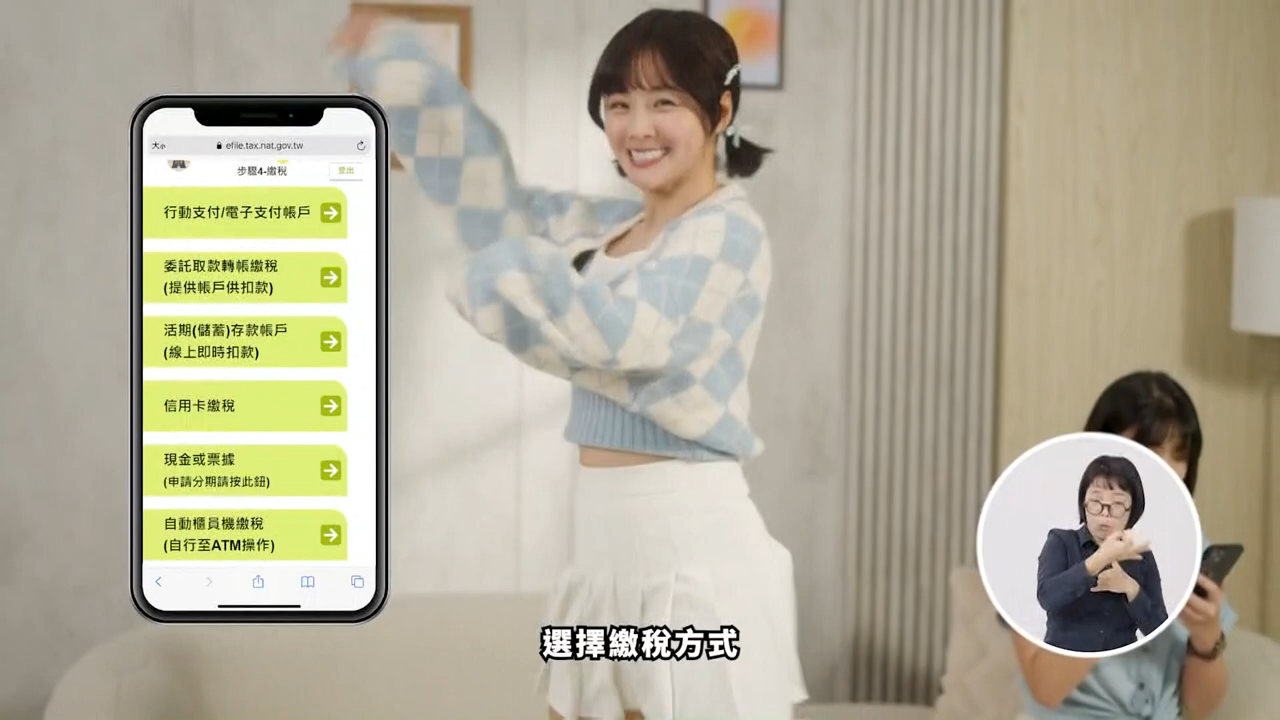 大小
efile.tax.nat.gov.tw
步驟4-繳稅
登出
行動支付/電子支付帳戶
委託取款轉帳繳稅
(提供帳戶供扣款)
活期(儲蓄)存款帳戶
(線上即時扣款)
信用卡繳稅
現金或票據
(申請分期請按此鈕)
自動櫃員機繳稅
(自行至ATM操作)
選擇繳稅方式